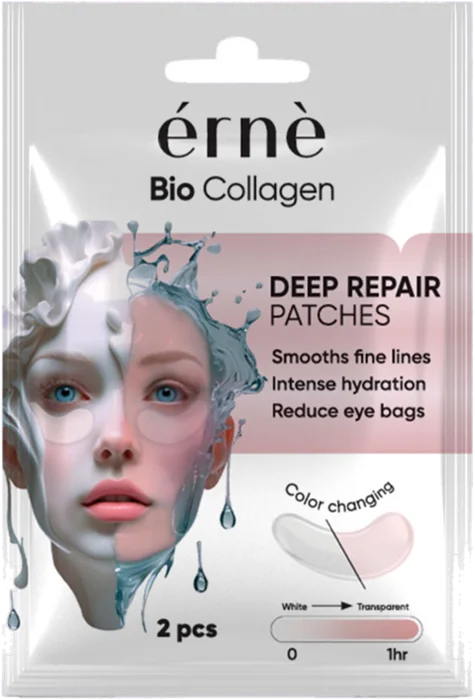 érnè
Bio Collagen
DEEP REPAIR
PATCHES
Smooths fine lines
Intense hydration
Reduce eye bags
Color changing
White Transparent
0 1hr
2 pcs